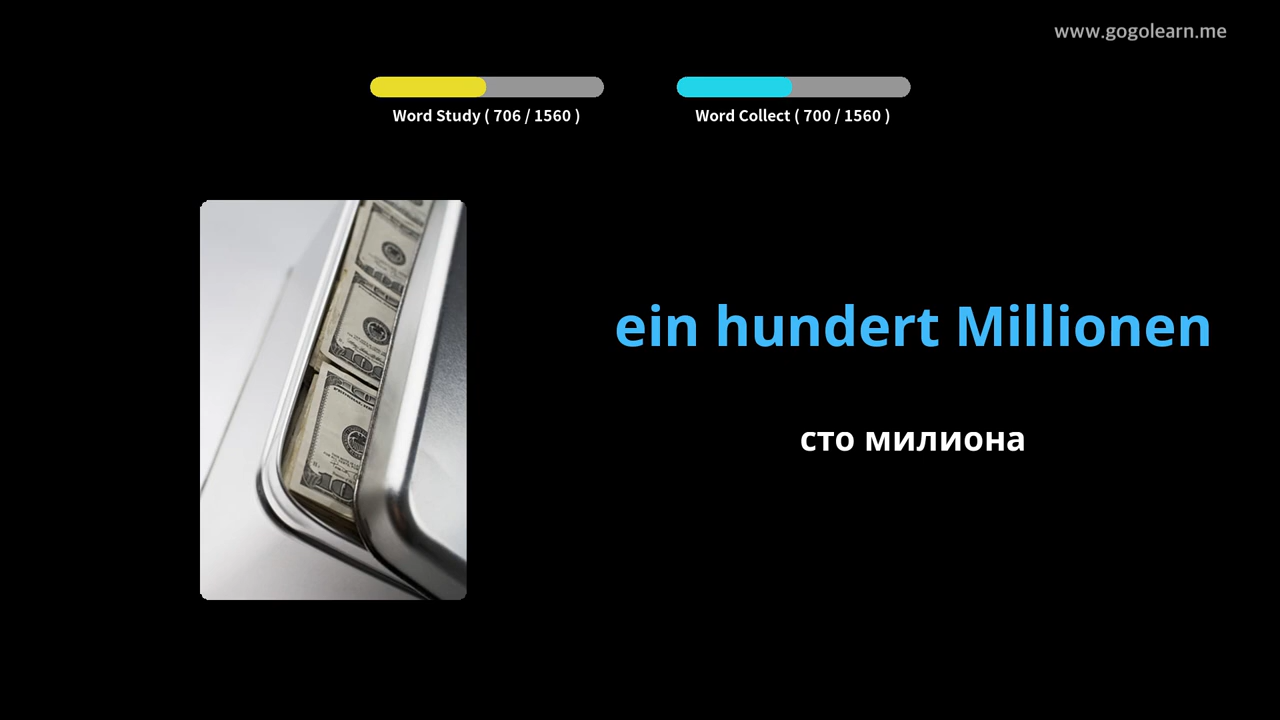 www.gogolearn.me
Word Study ( 706 / 1560 )
Word Collect ( 700 / 1560 )
ein hundert Millionen
сто милиона